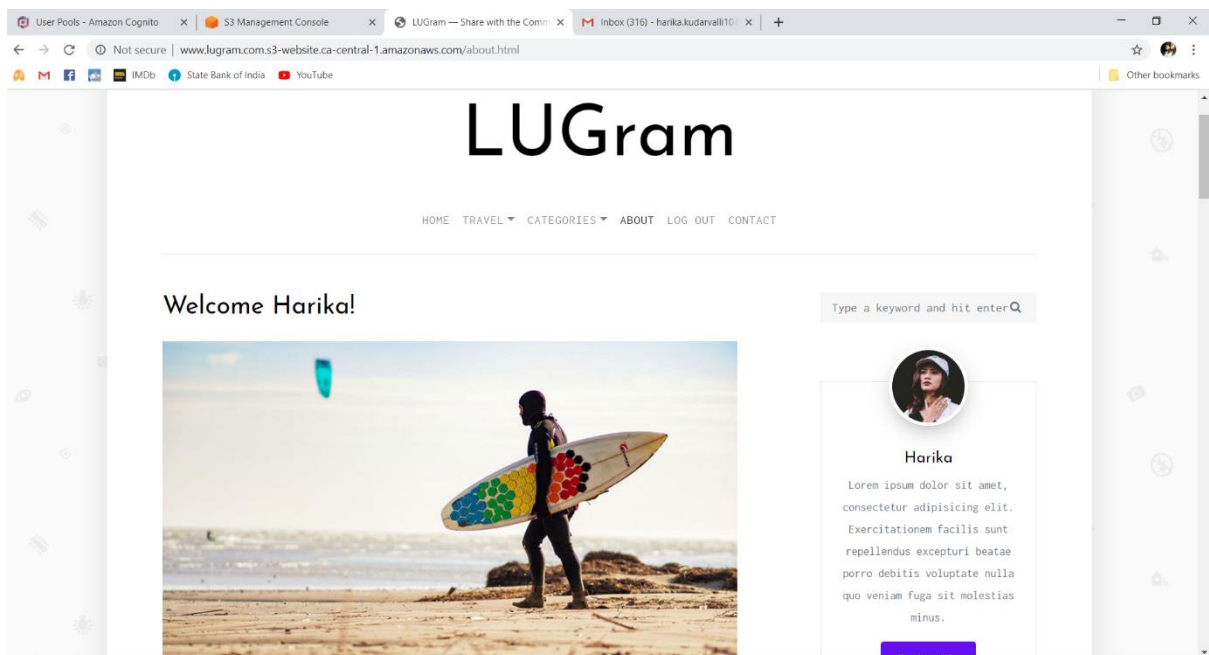 User Pools - Amazon Cognito
S3 Management Console
LUGram — Share with the Comm
Inbox (316) - harika.kudarvalli10
Not secure | www.lugram.com.s3-website.ca-central-1.amazonaws.com/about.html
IMDb
State Bank of India
YouTube
Other bookmarks
LUGram
HOME TRAVEL CATEGORIES ABOUT LOG OUT CONTACT
Welcome Harika!
Type a keyword and hit enter
Harika
Lorem ipsum dolor sit amet,
consectetur adipisicing elit.
Exercitationem facilis sunt
repellendus excepturi beatae
porro debitis voluptate nulla
quo veniam fuga sit molestias
minus.